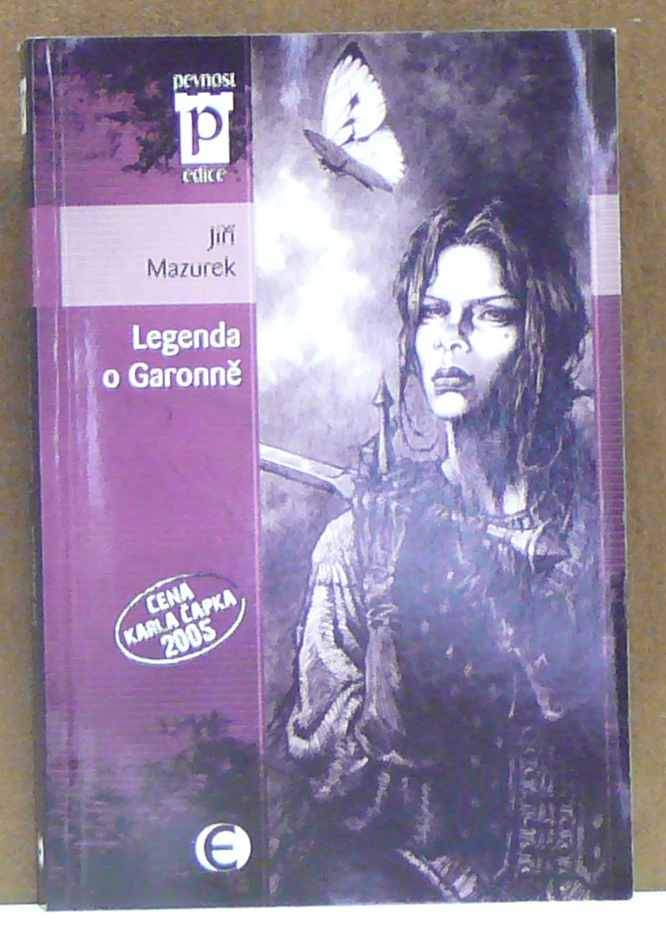 pevnost
p
edice
Jiří
Mazurek
Legenda
o Garonně
CENA
KARLA ČAPKA
2005
E